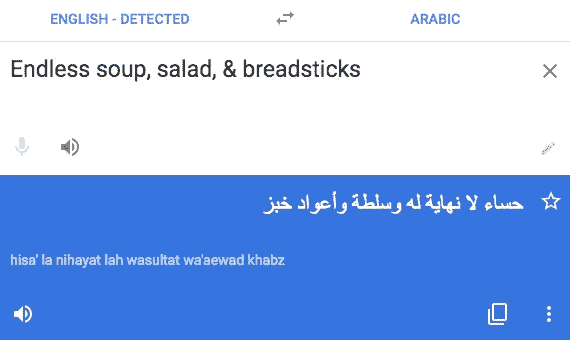 ENGLISH - DETECTED
ARABIC
Endless soup, salad, & breadsticks
حساء لا نهاية له وسلطة وأعواد خبز
hisa' la nihayat lah wasultat wa'aewad khabz